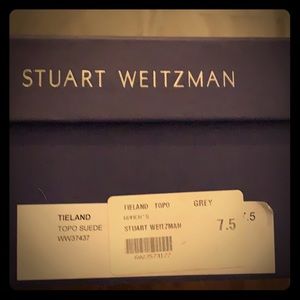 STUART WEITZMAN
TIELAND
TOPO SUEDE
WW37437
TIELAND TOPO GREY
WOMEN'S
STUART WEITZMAN
7.5
7.5